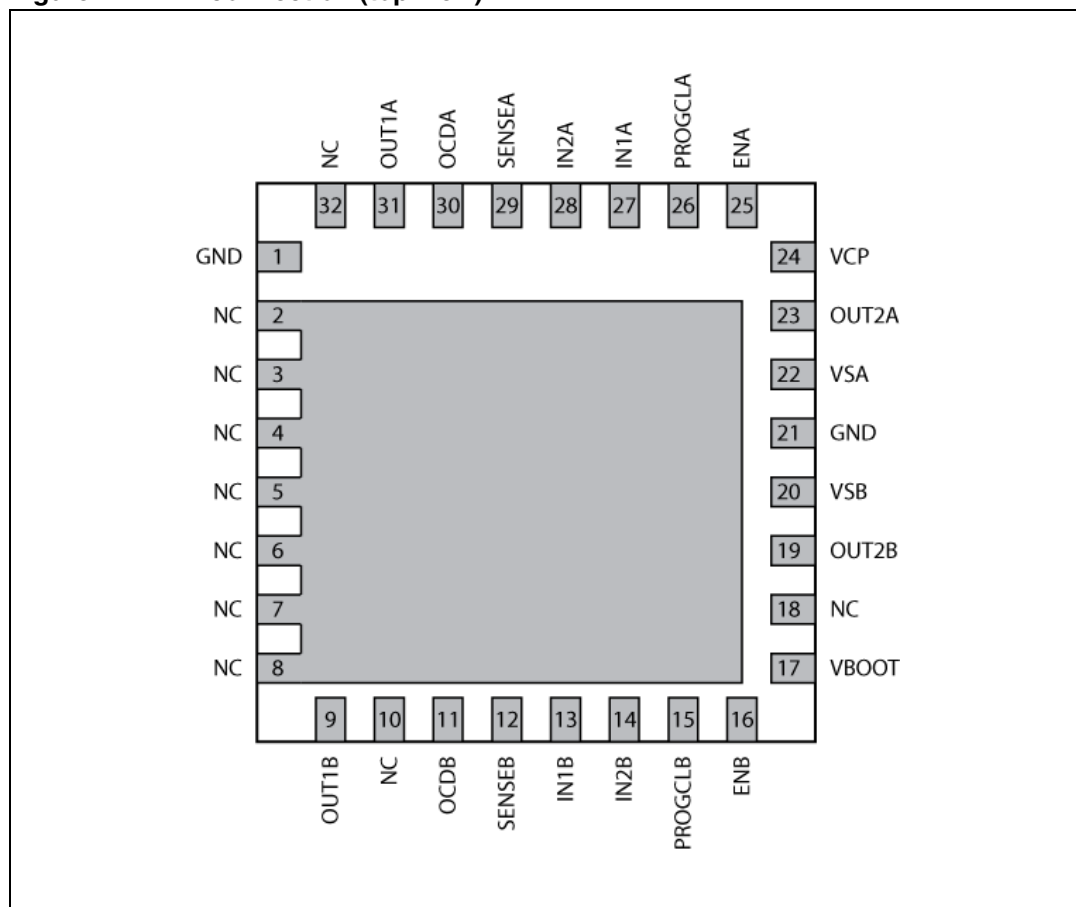 NC OUT1A OCDA SENSEA IN2A IN1A PROGCLA ENA
32 31 30 29 28 27 26 25
GND 1 24 VCP
NC 2 23 OUT2A
NC 3 22 VSA
NC 4 21 GND
NC 5 20 VSB
NC 6 19 OUT2B
NC 7 18 NC
NC 8 17 VBOOT
9 10 11 12 13 14 15 16
OUT1B NC OCDB SENSEB IN1B IN2B PROGCLB ENB